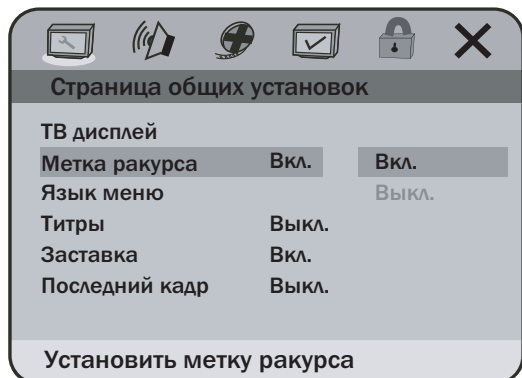 Страница общих установок
ТВ дисплей
Метка ракурса Вкл. Вкл.
Язык меню Выкл.
Титры Выкл.
Заставка Вкл.
Последний кадр Выкл.
Установить метку ракурса